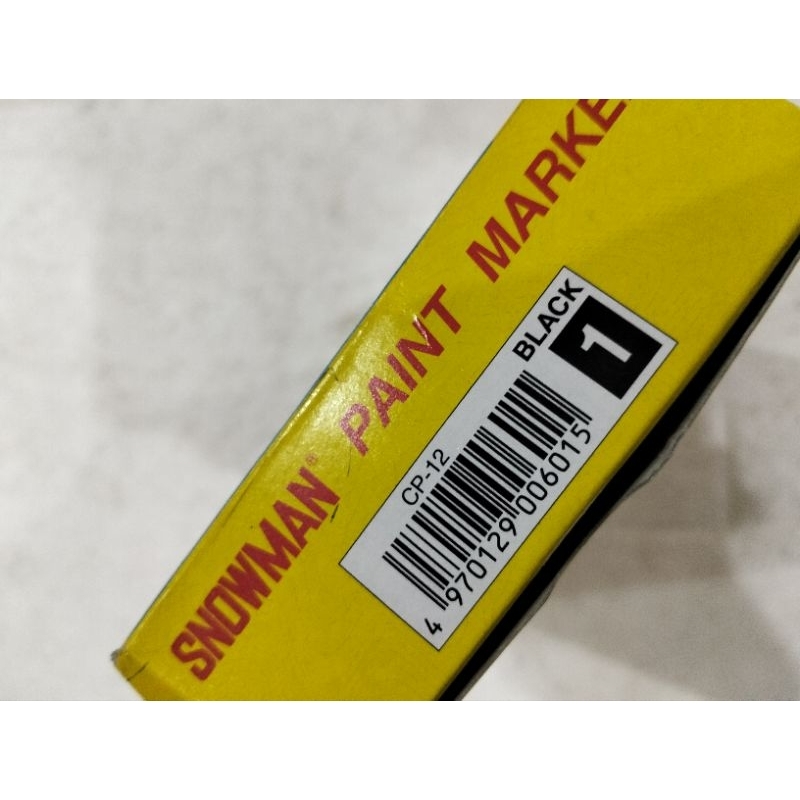 SNOWMAN® PAINT MARKE
CP-12
BLACK
1
4 970129 006015